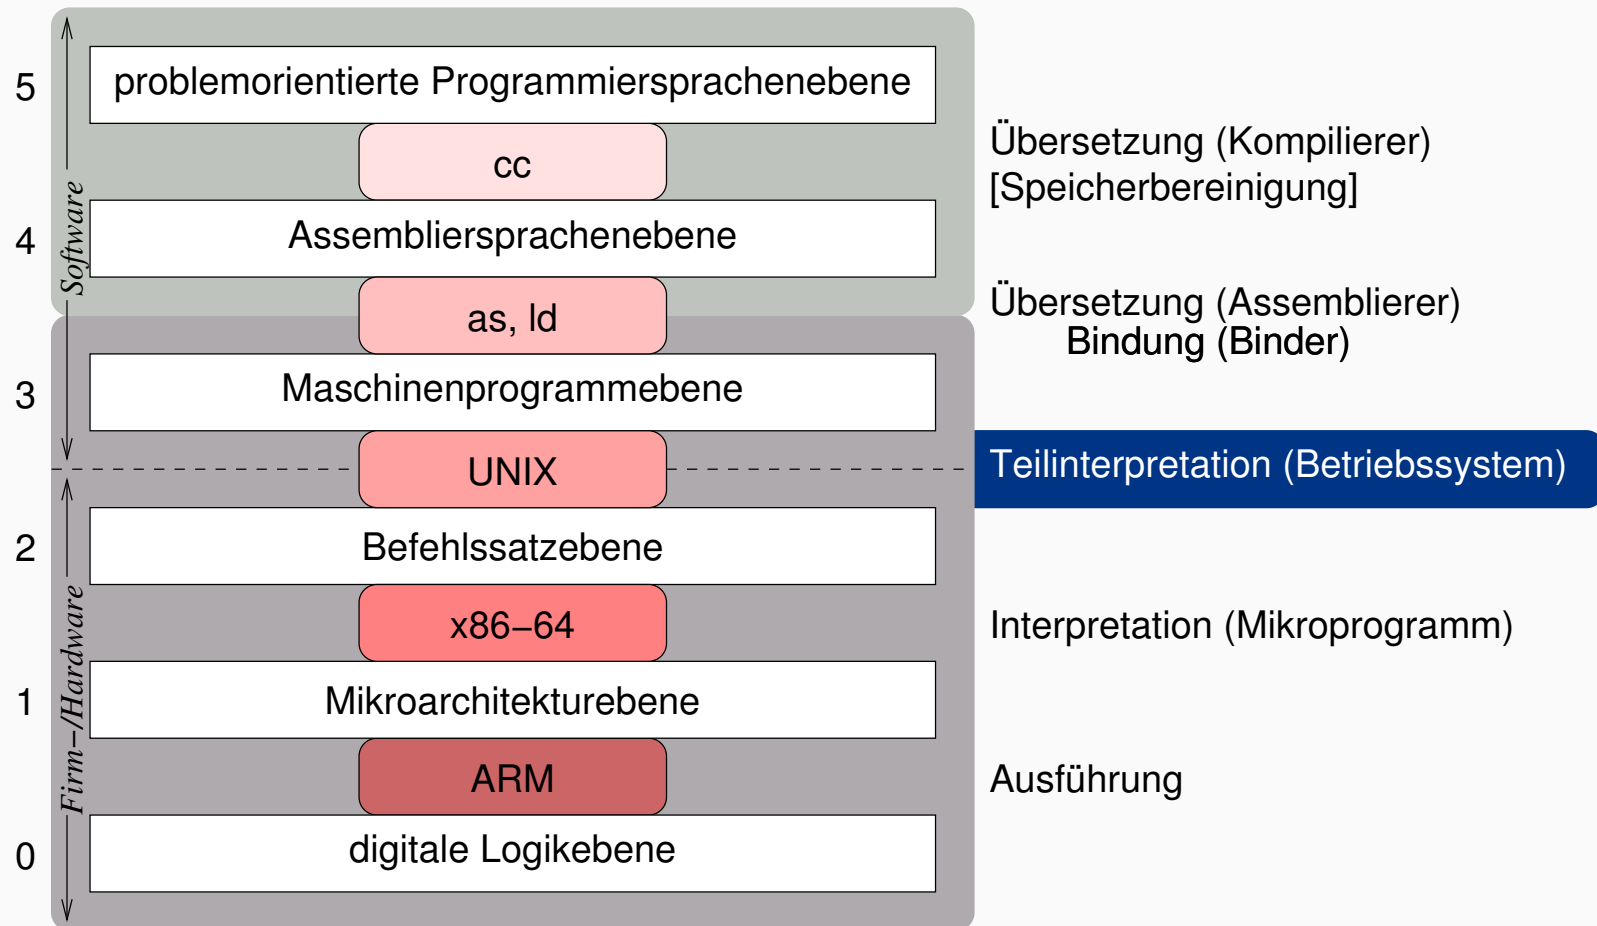 5
problemorientierte Programmiersprachenebene
cc
Übersetzung (Kompilierer)
[Speicherbereinigung]
Software
4
Assembliersprachenebene
as, ld
Übersetzung (Assemblierer)
Bindung (Binder)
3
Maschinenprogrammebene
UNIX
Teilinterpretation (Betriebssystem)
2
Befehlssatzebene
x86–64
Interpretation (Mikroprogramm)
Firm–/Hardware
1
Mikroarchitekturebene
ARM
Ausführung
0
digitale Logikebene